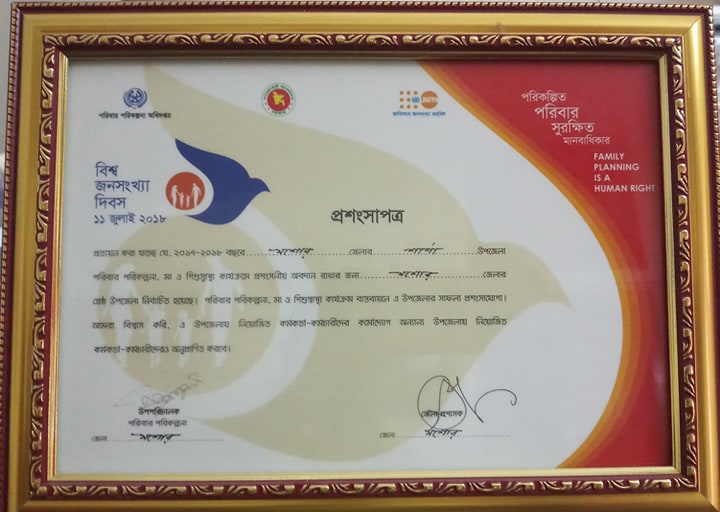 পরিবার পরিকল্পনা অধিদপ্তর
UNFPA
জাতিসংঘ জনসংখ্যা তহবিল
পরিকল্পিত
পরিবার
সুরক্ষিত
মানবাধিকার
FAMILY
PLANNING
IS A
HUMAN RIGHT
বিশ্ব
জনসংখ্যা
দিবস
১১ জুলাই ২০১৮
প্রশংসাপত্র
প্রত্যয়ন করা যাচ্ছে যে, ২০১৭-২০১৮ বছরে যশোর জেলার শার্শা উপজেলা
পরিবার পরিকল্পনা, মা ও শিশুস্বাস্থ্য কার্যক্রমে প্রশংসনীয় অবদান রাখার জন্য যশোর জেলার
শ্রেষ্ঠ উপজেলা নির্বাচিত হয়েছে। পরিবার পরিকল্পনা, মা ও শিশুস্বাস্থ্য কার্যক্রম বাস্তবায়নে এ উপজেলার সাফল্য প্রশংসাযোগ্য।
আমরা বিশ্বাস করি, এ উপজেলায় নিয়োজিত কর্মকর্তা-কর্মচারীদের কর্মোদ্যোগ অন্যান্য উপজেলায় নিয়োজিত
কর্মকর্তা-কর্মচারীদেরও অনুপ্রাণিত করবে।
উপপরিচালক
পরিবার পরিকল্পনা
জেলা যশোর
জেলা প্রশাসক
জেলা যশোর